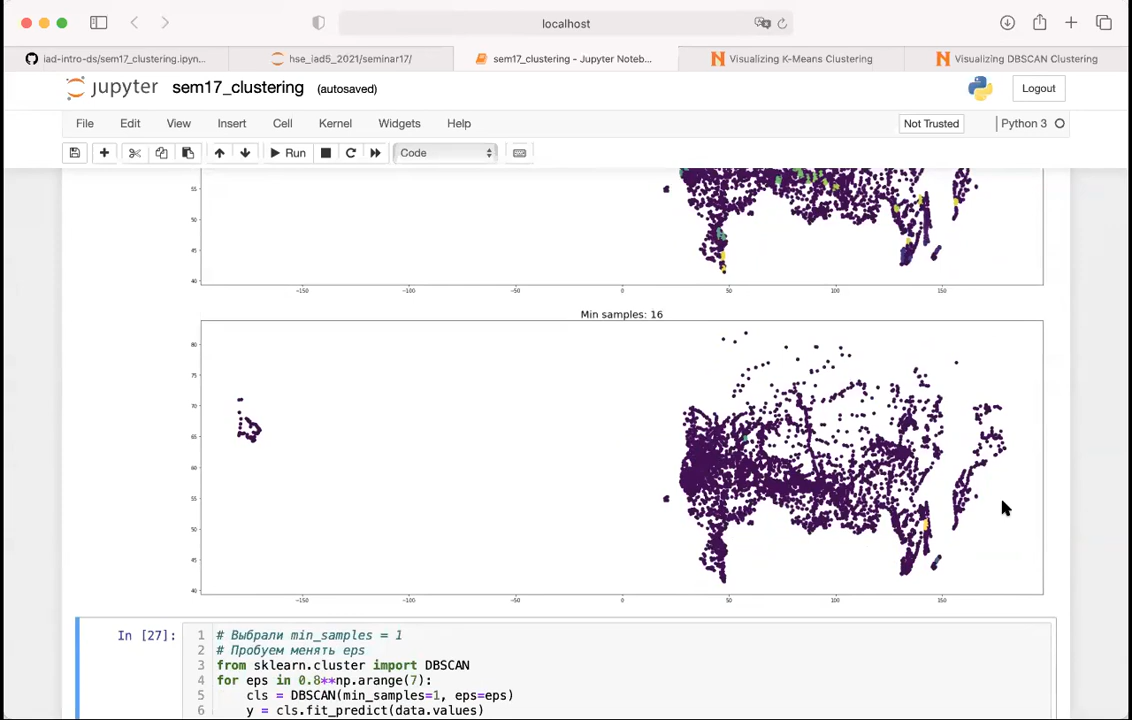 localhost
iad-intro-ds/sem17_clustering.ipyn...
hse_iad5_2021/seminar17/
sem17_clustering - Jupyter Noteb...
Visualizing K-Means Clustering
Visualizing DBSCAN Clustering
jupyter sem17_clustering (autosaved)
Logout
File Edit View Insert Cell Kernel Widgets Help
Not Trusted
Python 3
Run
Code
55
50
45
40
−150 −100 −50 0 50 100 150
Min samples: 16
80
75
70
65
60
55
50
45
40
−150 −100 −50 0 50 100 150
In [27]:
1 # Выбрали min_samples = 1
2 # Пробуем менять eps
3 from sklearn.cluster import DBSCAN
4 for eps in 0.8**np.arange(7):
5 cls = DBSCAN(min_samples=1, eps=eps)
6 y = cls.fit_predict(data.values)